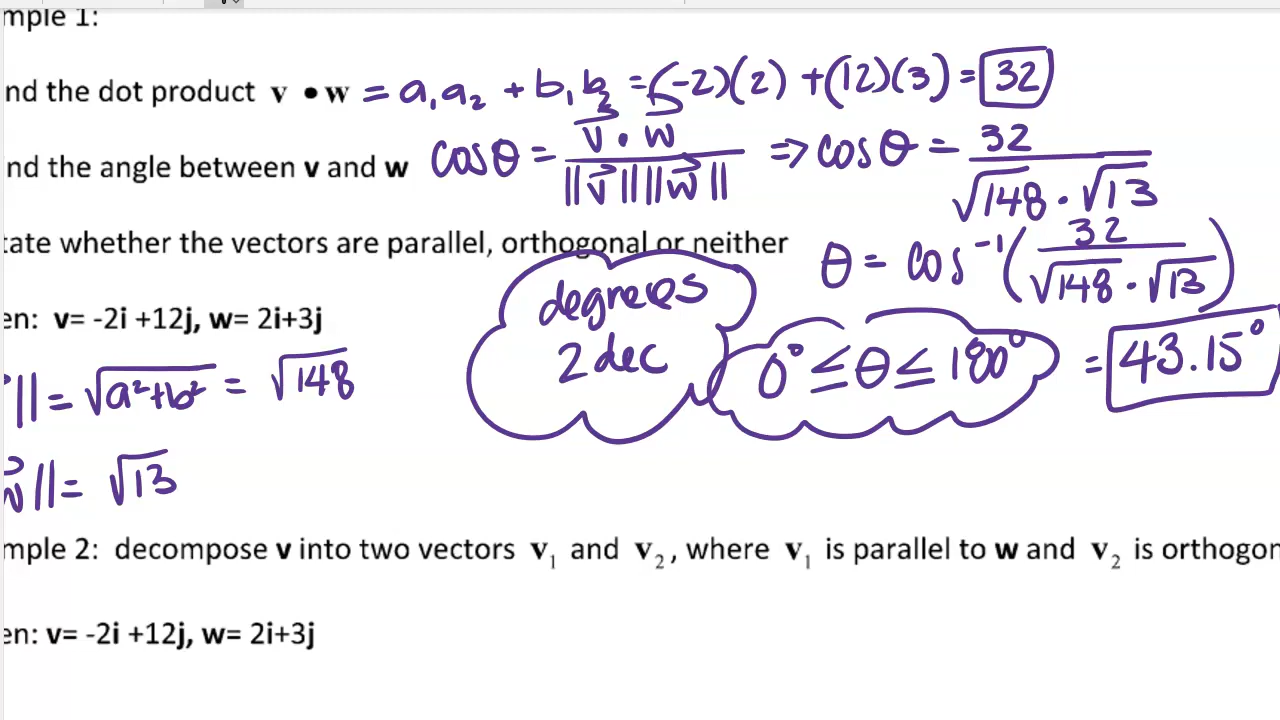 mple 1:
nd the dot product v • w = a₁a₂ + b₁b₂ = (-2)(2) + (12)(3) = 32
nd the angle between v and w cosθ = v⃗ • w⃗ / ||v⃗|| ||w⃗|| => cosθ = 32 / √148 • √13
tate whether the vectors are parallel, orthogonal or neither
θ = cos⁻¹(32 / √148 • √13)
degrees
2 dec
en: v= -2i +12j, w= 2i+3j
0° ≤ θ ≤ 180°
= 43.15°
|| = √a²+b² = √148
|| = √13
mple 2: decompose v into two vectors v₁ and v₂, where v₁ is parallel to w and v₂ is orthogon
en: v= -2i +12j, w= 2i+3j